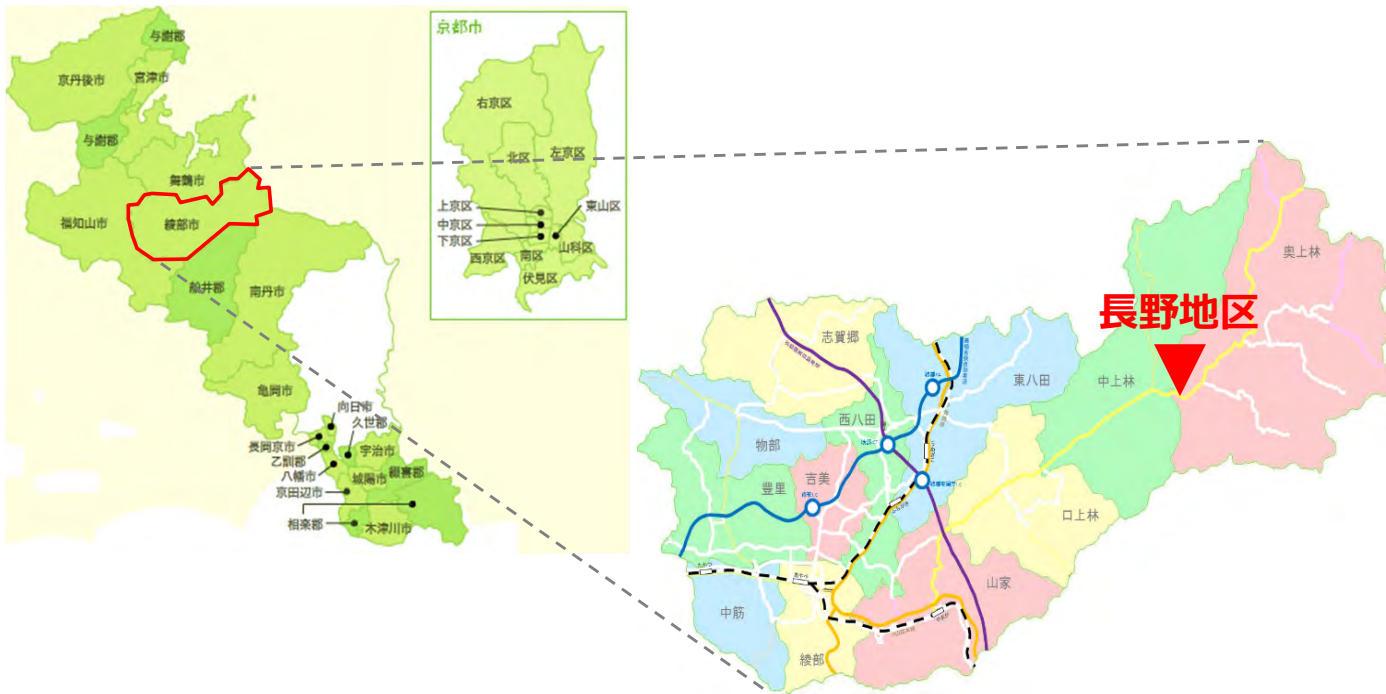 与謝郡
京丹後市
宮津市
与謝郡
舞鶴市
福知山市
綾部市
船井郡
南丹市
亀岡市
向日市
久世郡
長岡京市
宇治市
乙訓郡
綴喜郡
八幡市
城陽市
京田辺市
相楽郡
木津川市
京都市
右京区
北区
左京区
上京区
東山区
中京区
下京区
山科区
西京区
南区
伏見区
奥上林
長野地区
志賀郷
中上林
東八田
西八田
物部
吉美
豊里
口上林
山家
中筋
綾部